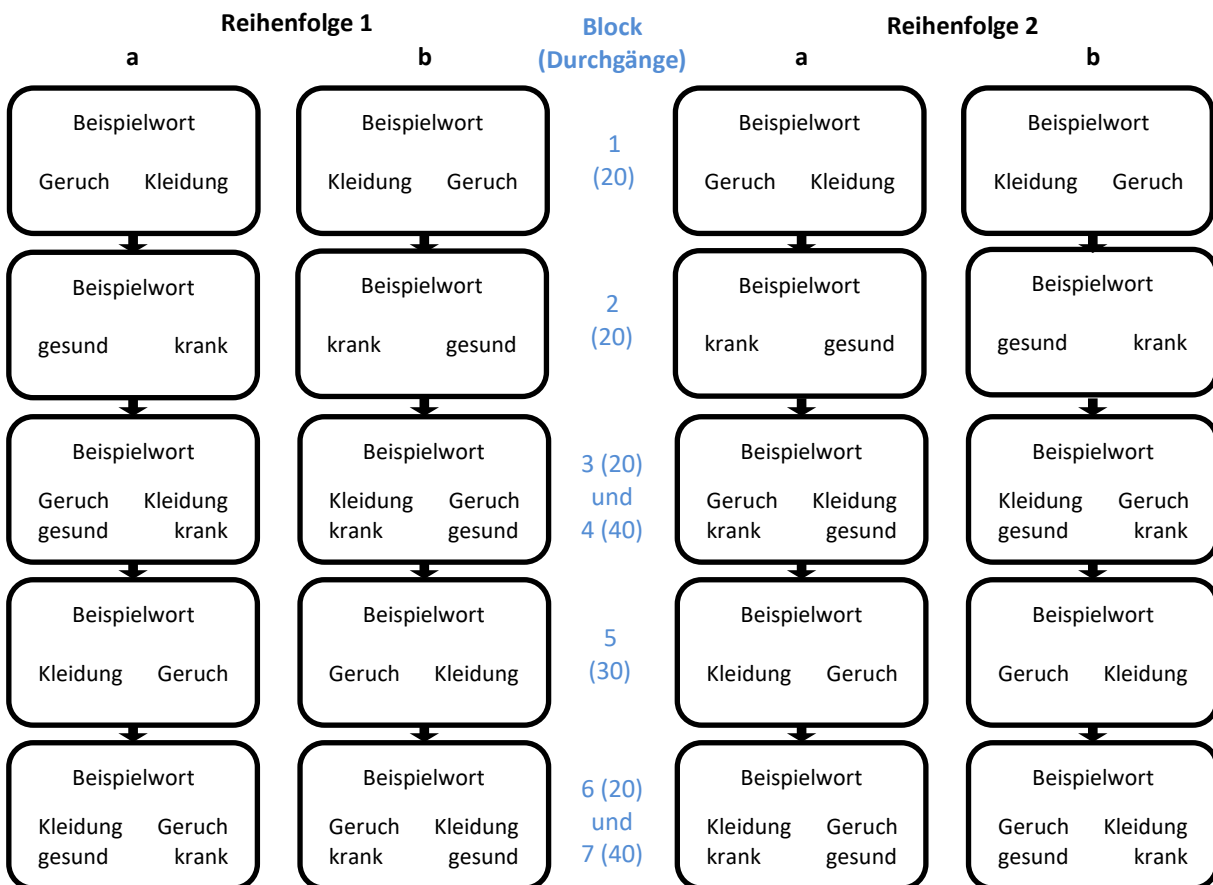 Reihenfolge 1 Block Reihenfolge 2
a b (Durchgänge) a b
Beispielwort Beispielwort Beispielwort Beispielwort
1
Geruch Kleidung Kleidung Geruch (20) Geruch Kleidung Kleidung Geruch
Beispielwort Beispielwort Beispielwort Beispielwort
2
gesund krank krank gesund (20) krank gesund gesund krank
Beispielwort Beispielwort 3 (20) Beispielwort Beispielwort
Geruch Kleidung Kleidung Geruch und Geruch Kleidung Kleidung Geruch
gesund krank krank gesund 4 (40) krank gesund gesund krank
Beispielwort Beispielwort Beispielwort Beispielwort
5
Kleidung Geruch Geruch Kleidung (30) Kleidung Geruch Geruch Kleidung
Beispielwort Beispielwort 6 (20) Beispielwort Beispielwort
Kleidung Geruch Geruch Kleidung und Kleidung Geruch Geruch Kleidung
gesund krank krank gesund 7 (40) krank gesund gesund krank